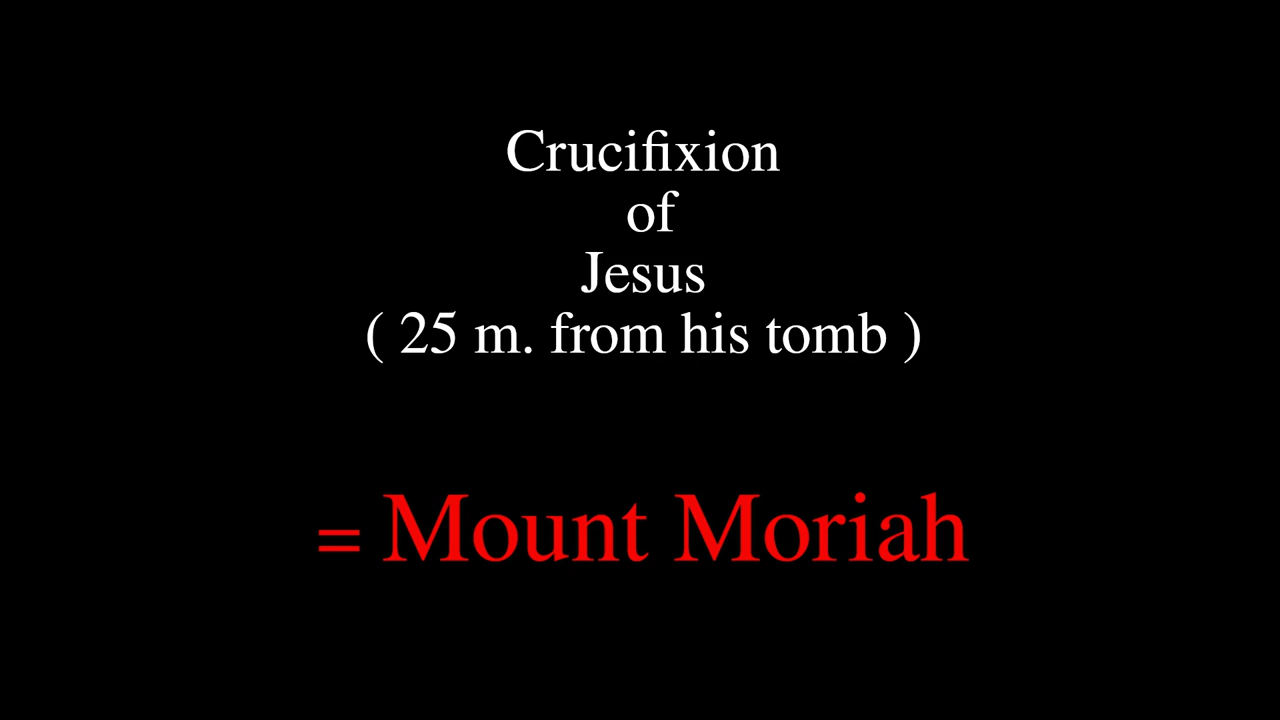 Crucifixion
of
Jesus
( 25 m. from his tomb )
= Mount Moriah